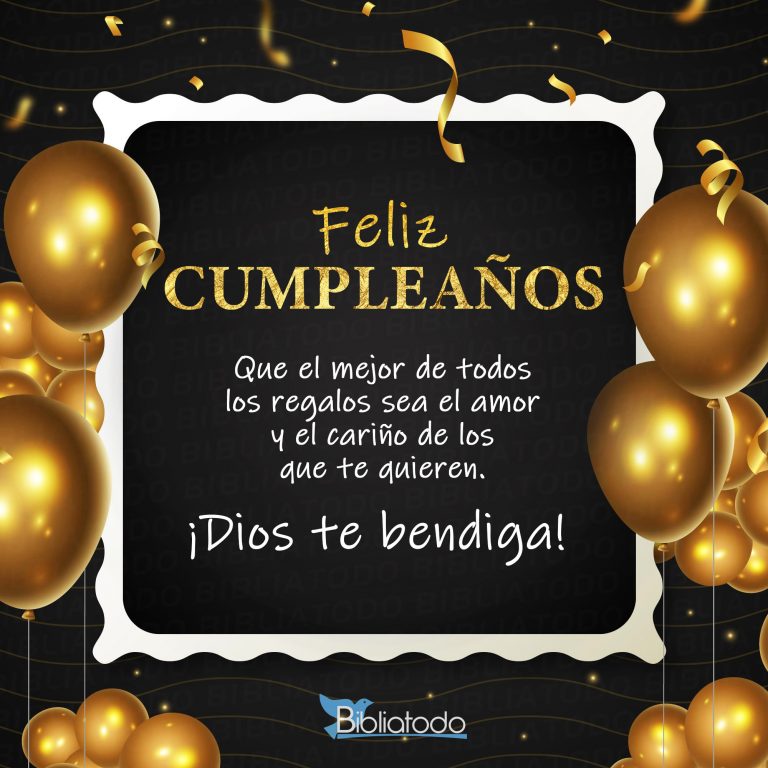 Feliz
CUMPLEAÑOS
Que el mejor de todos
los regalos sea el amor
y el cariño de los
que te quieren.
¡Dios te bendiga!
Bibliatodo